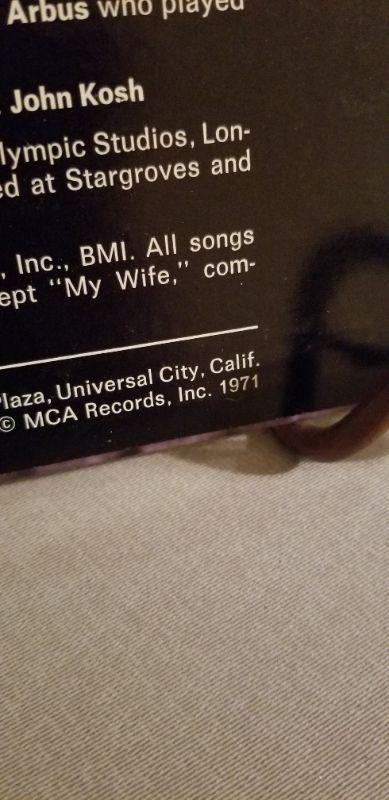 Arbus who played
. John Kosh
lympic Studios, Lon-
ed at Stargroves and
, Inc., BMI. All songs
ept "My Wife," com-
laza, Universal City, Calif.
© MCA Records, Inc. 1971